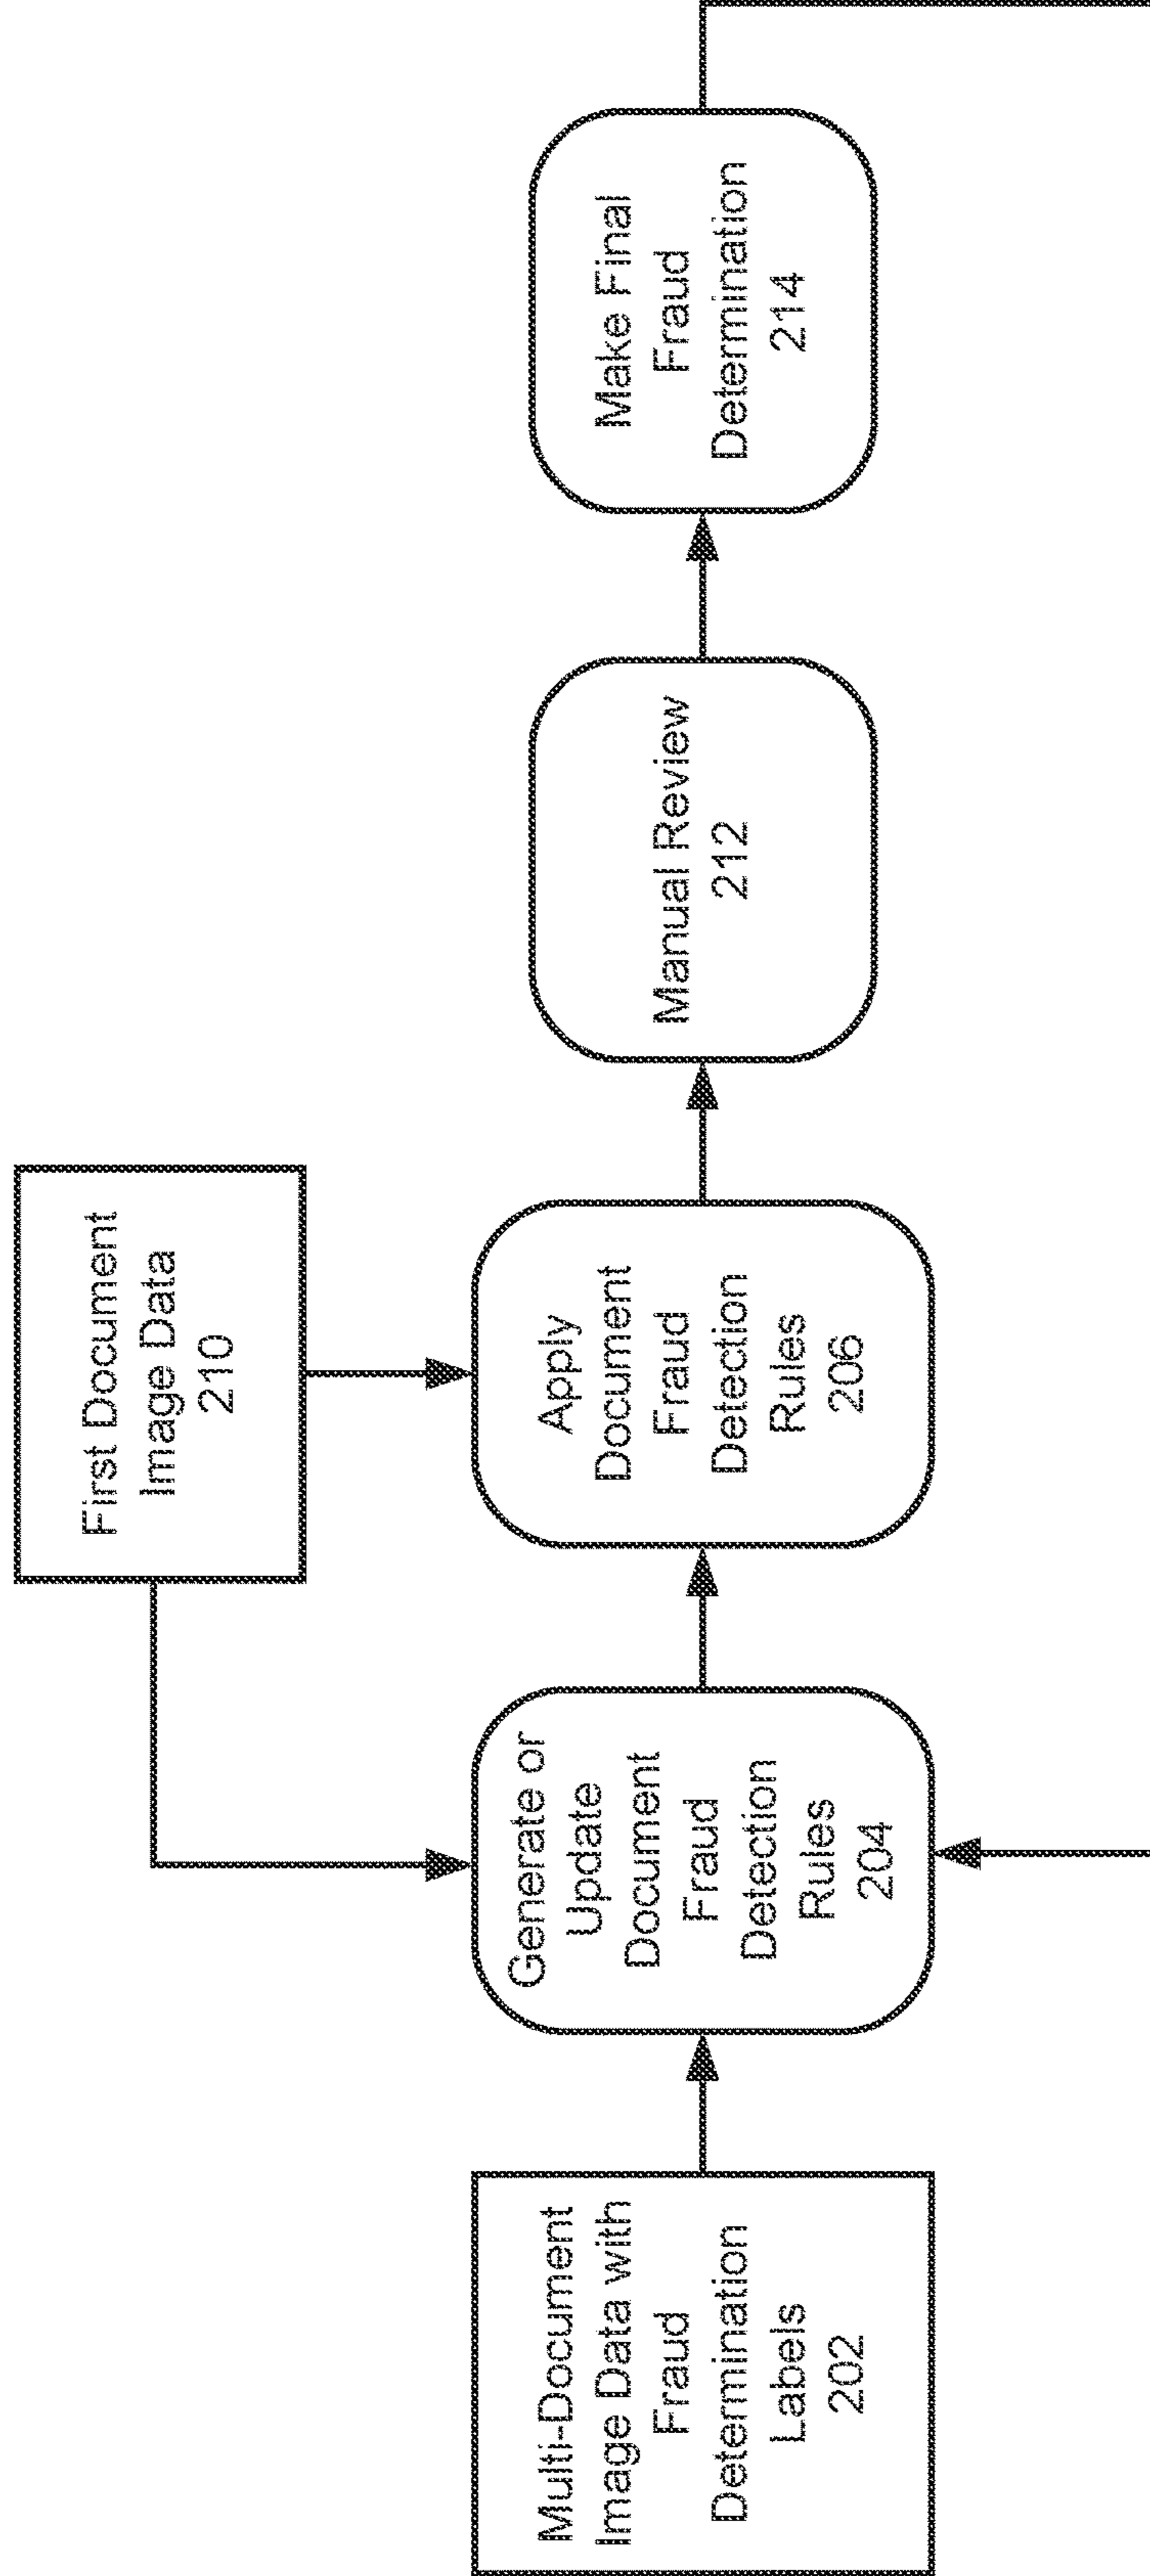 First Document
Image Data
210
Multi-Document
Image Data with
Fraud
Determination
Labels
202
Generate or
Update
Document
Fraud
Detection
Rules
204
Apply
Document
Fraud
Detection
Rules
206
Manual Review
212
Make Final
Fraud
Determination
214